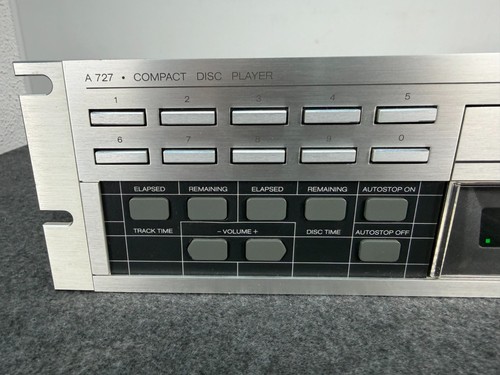 A 727 • COMPACT DISC PLAYER
1 2 3 4 5
6 7 8 9 0
ELAPSED REMAINING ELAPSED REMAINING AUTOSTOP ON
TRACK TIME - VOLUME + DISC TIME AUTOSTOP OFF